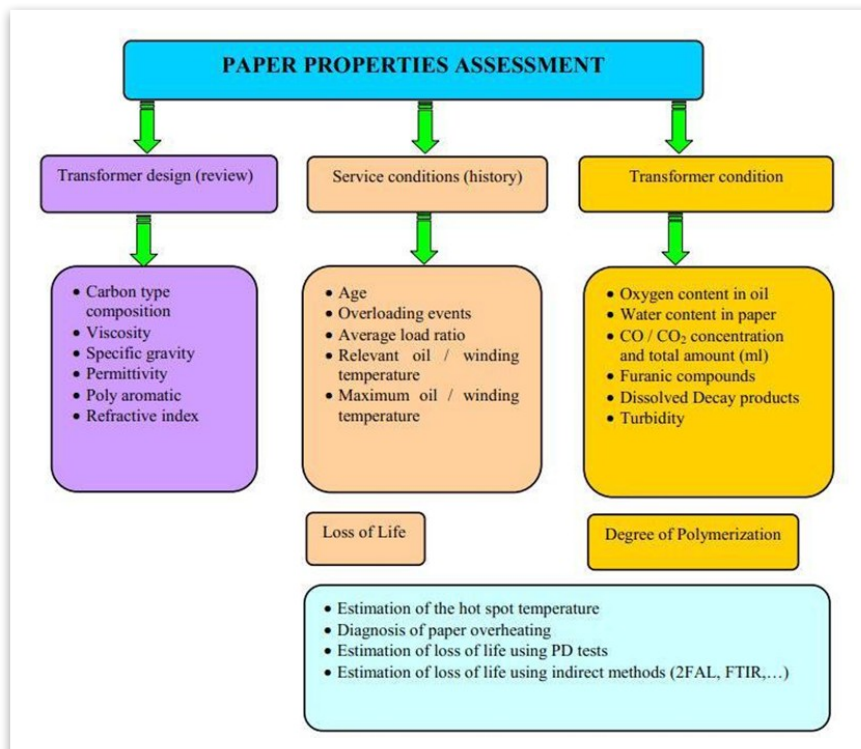 PAPER PROPERTIES ASSESSMENT
Transformer design (review)
Service conditions (history)
Transformer condition
• Carbon type
composition
• Viscosity
• Specific gravity
• Permittivity
• Poly aromatic
• Refractive index
• Age
• Overloading events
• Average load ratio
• Relevant oil / winding
temperature
• Maximum oil / winding
temperature
• Oxygen content in oil
• Water content in paper
• CO / CO₂ concentration
and total amount (ml)
• Furanic compounds
• Dissolved Decay products
• Turbidity
Loss of Life
Degree of Polymerization
• Estimation of the hot spot temperature
• Diagnosis of paper overheating
• Estimation of loss of life using PD tests
• Estimation of loss of life using indirect methods (2FAL, FTIR,…)